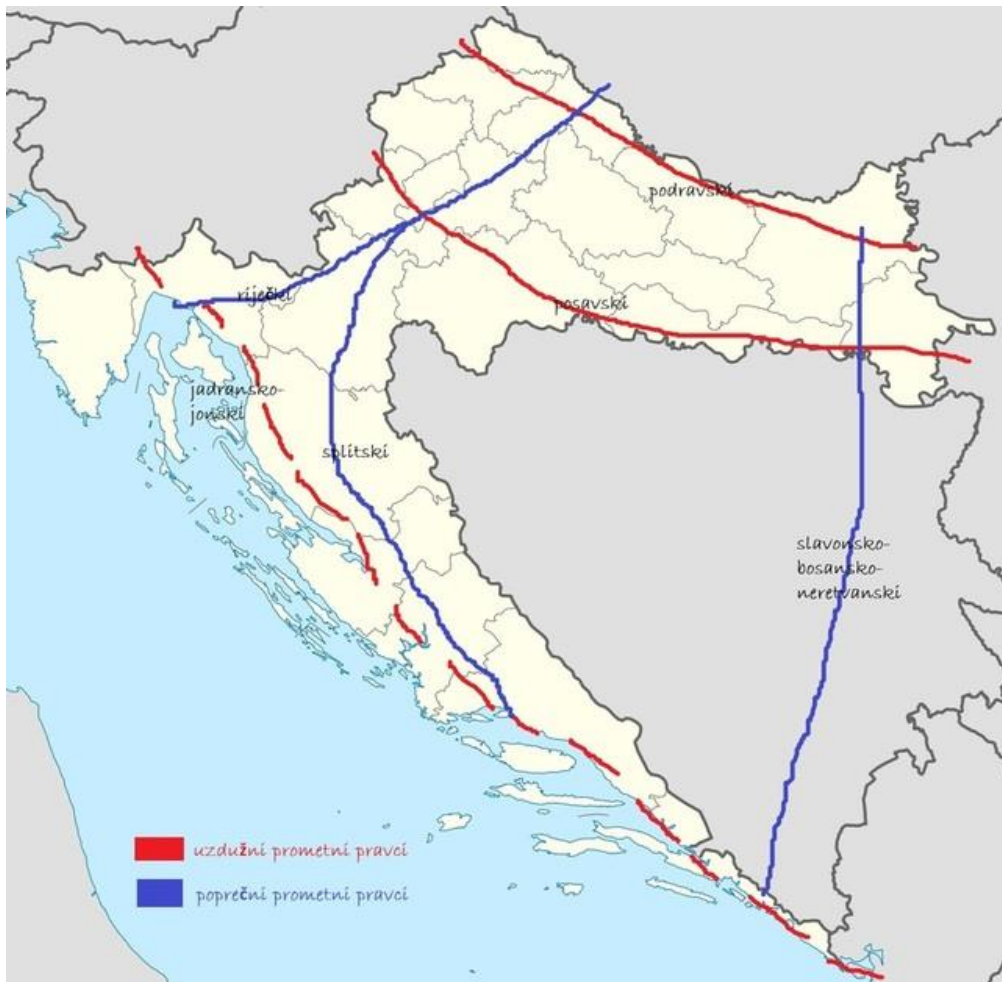 podravski
posavski
riječki
jadransko-
jonski
splitski
slavonsko-
bosansko-
neretvanski
uzdužni prometni pravci
poprečni prometni pravci